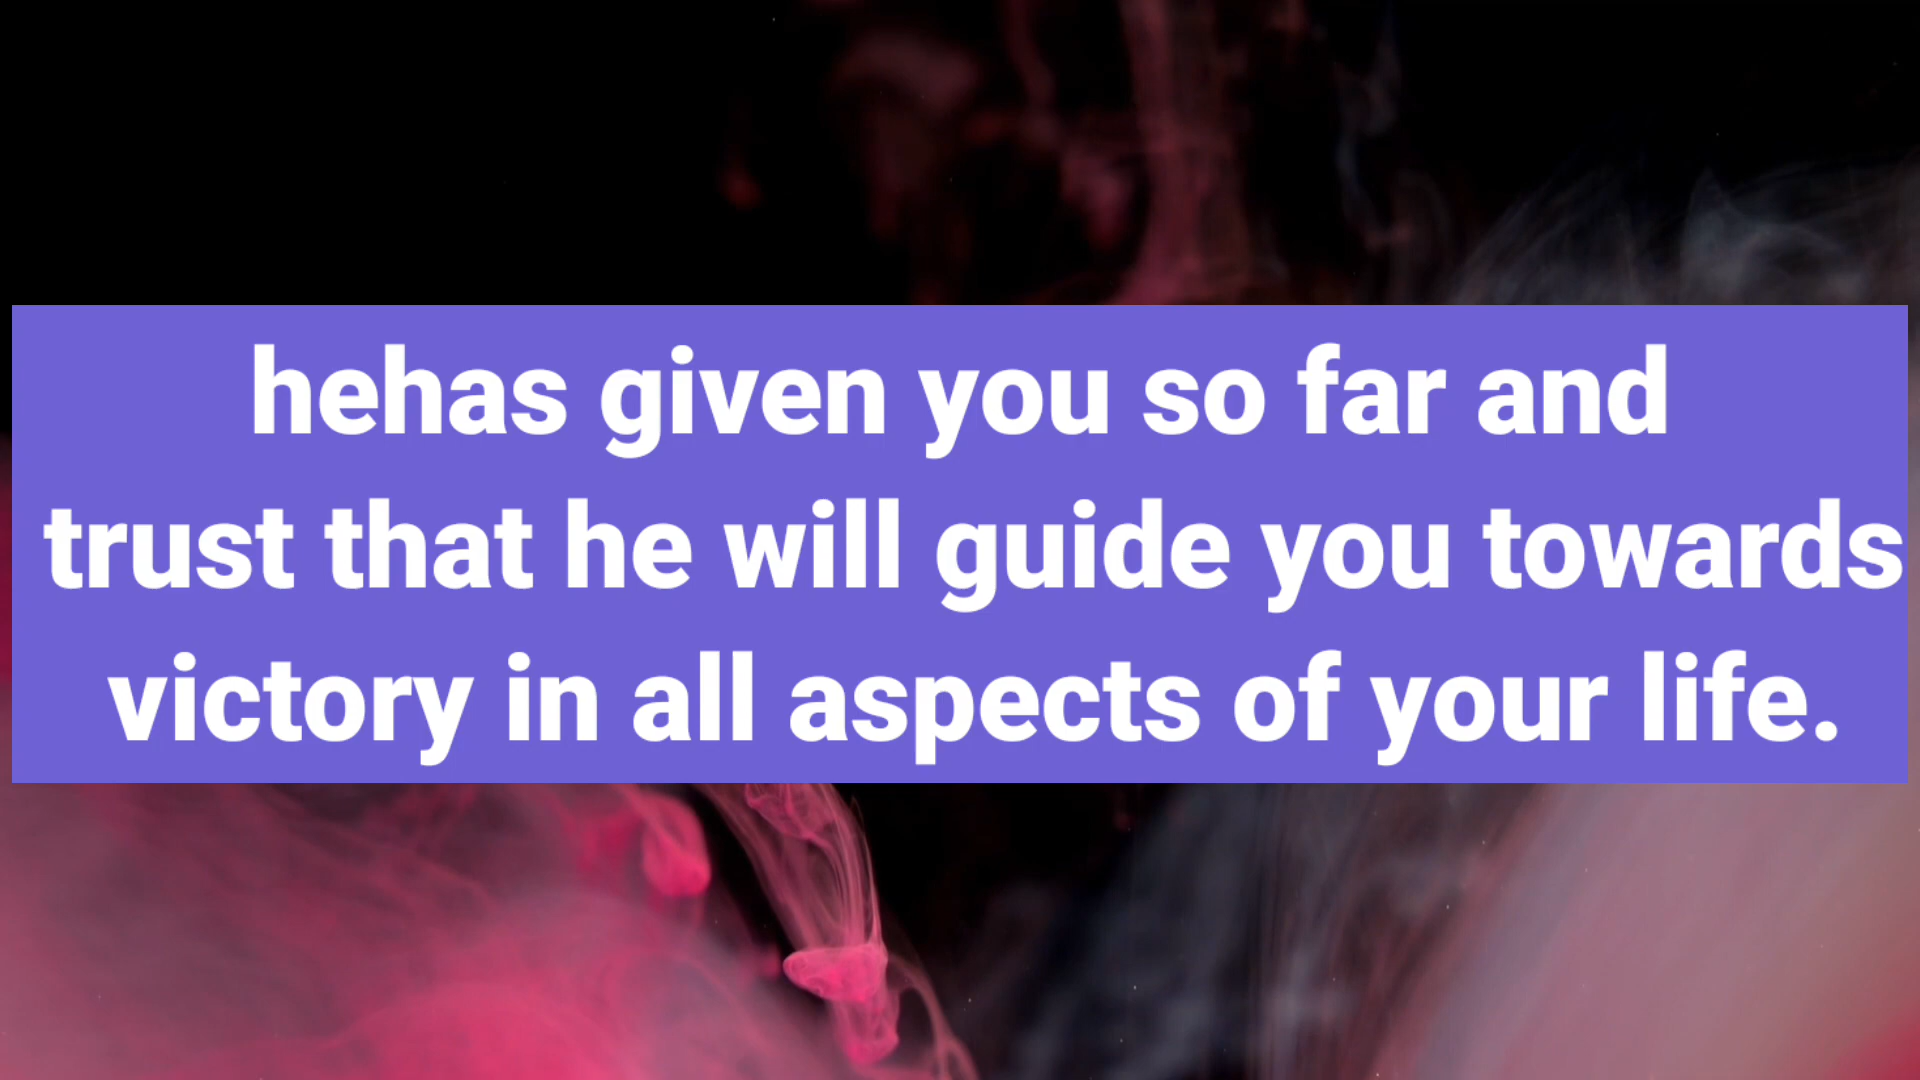 hehas given you so far and
trust that he will guide you towards
victory in all aspects of your life.